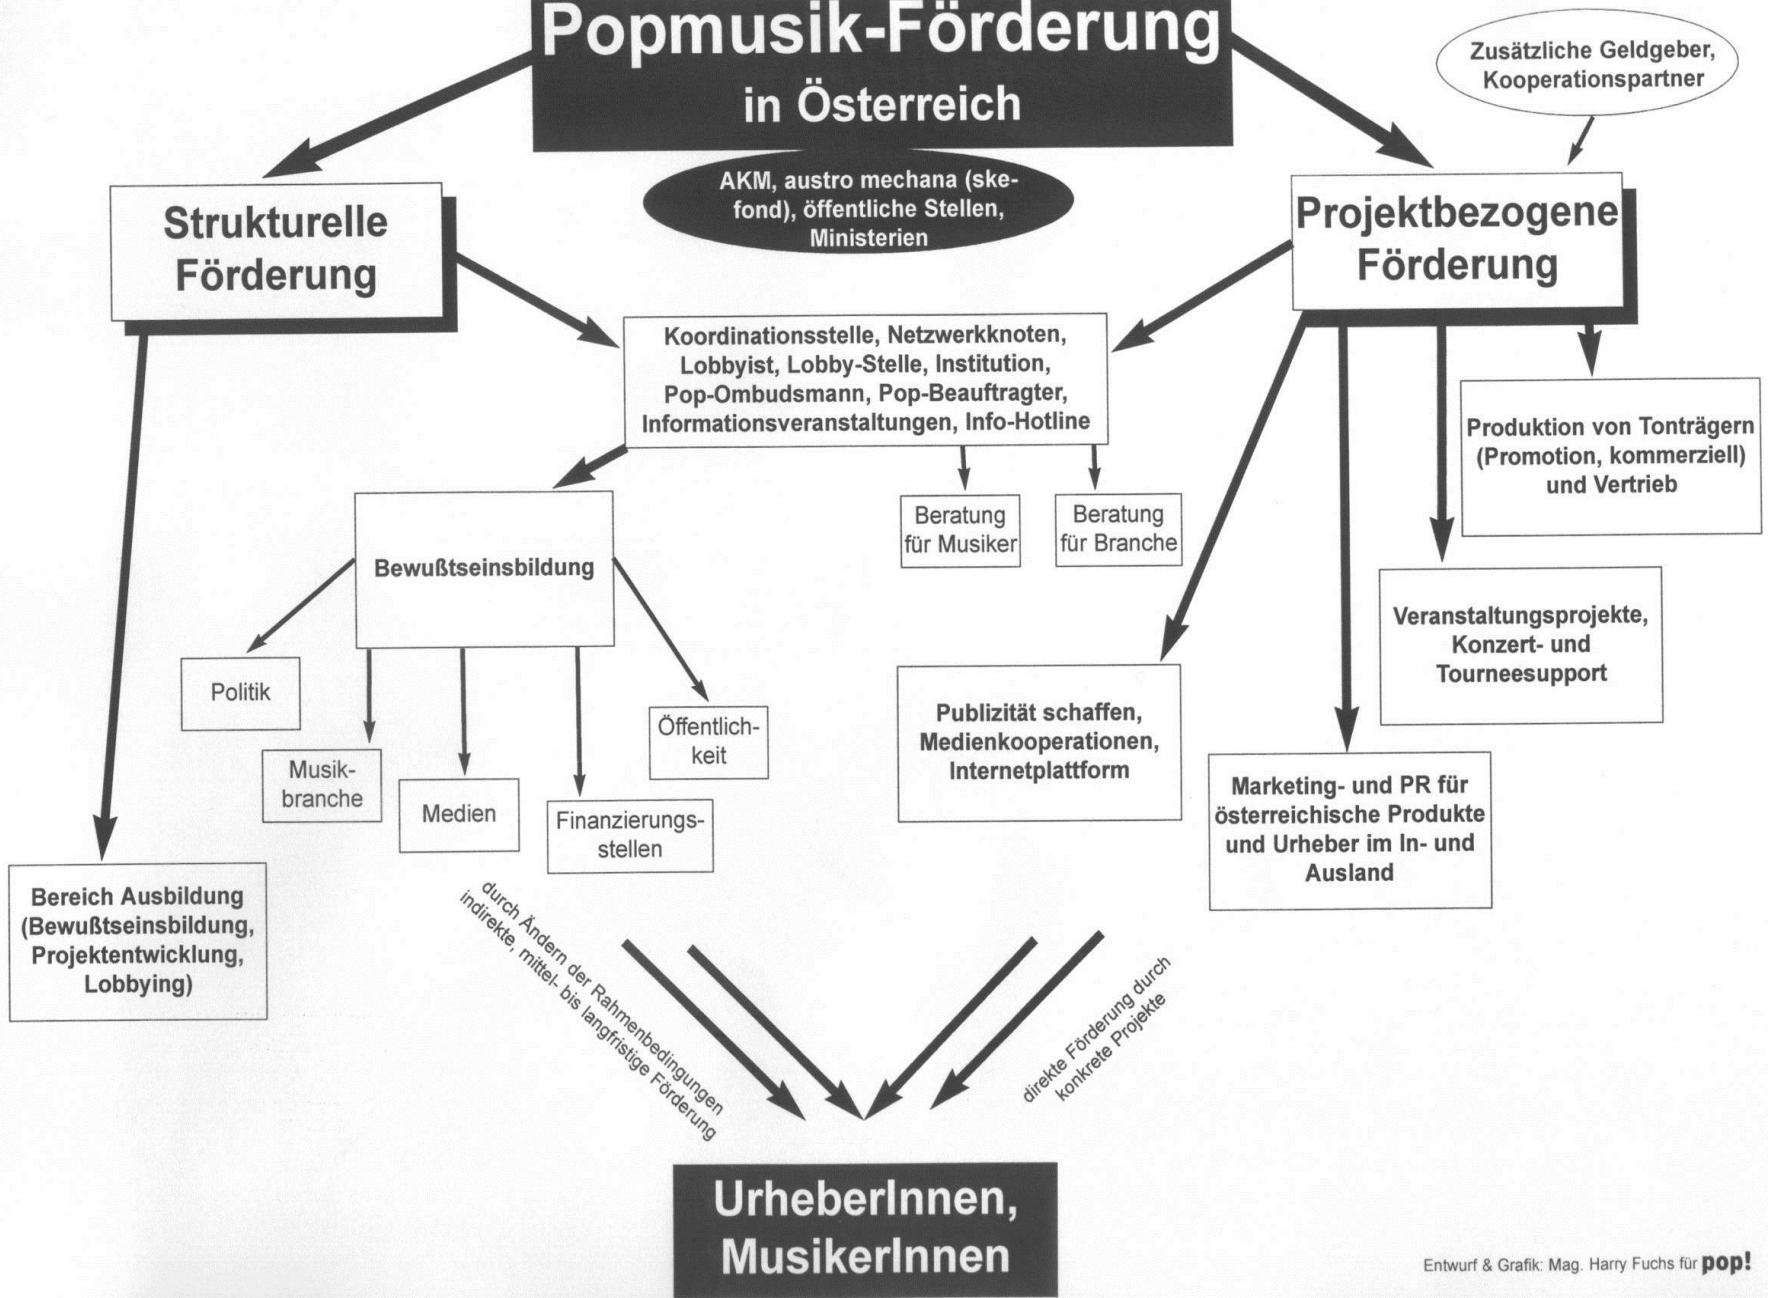 Popmusik-Förderung
in Österreich
Zusätzliche Geldgeber,
Kooperationspartner
AKM, austro mechana (ske-
fond), öffentliche Stellen,
Ministerien
Strukturelle
Förderung
Projektbezogene
Förderung
Koordinationsstelle, Netzwerkknoten,
Lobbyist, Lobby-Stelle, Institution,
Pop-Ombudsmann, Pop-Beauftragter,
Informationsveranstaltungen, Info-Hotline
Produktion von Tonträgern
(Promotion, kommerziell)
und Vertrieb
Bewußtseinsbildung
Beratung
für Musiker
Beratung
für Branche
Veranstaltungsprojekte,
Konzert- und
Tourneesupport
Politik
Musik-
branche
Medien
Finanzierungs-
stellen
Öffentlich-
keit
Publizität schaffen,
Medienkooperationen,
Internetplattform
Marketing- und PR für
österreichische Produkte
und Urheber im In- und
Ausland
Bereich Ausbildung
(Bewußtseinsbildung,
Projektentwicklung,
Lobbying)
durch Ändern der Rahmenbedingungen
indirekte, mittel- bis langfristige Förderung
direkte Förderung durch
konkrete Projekte
UrheberInnen,
MusikerInnen
Entwurf & Grafik: Mag. Harry Fuchs für pop!